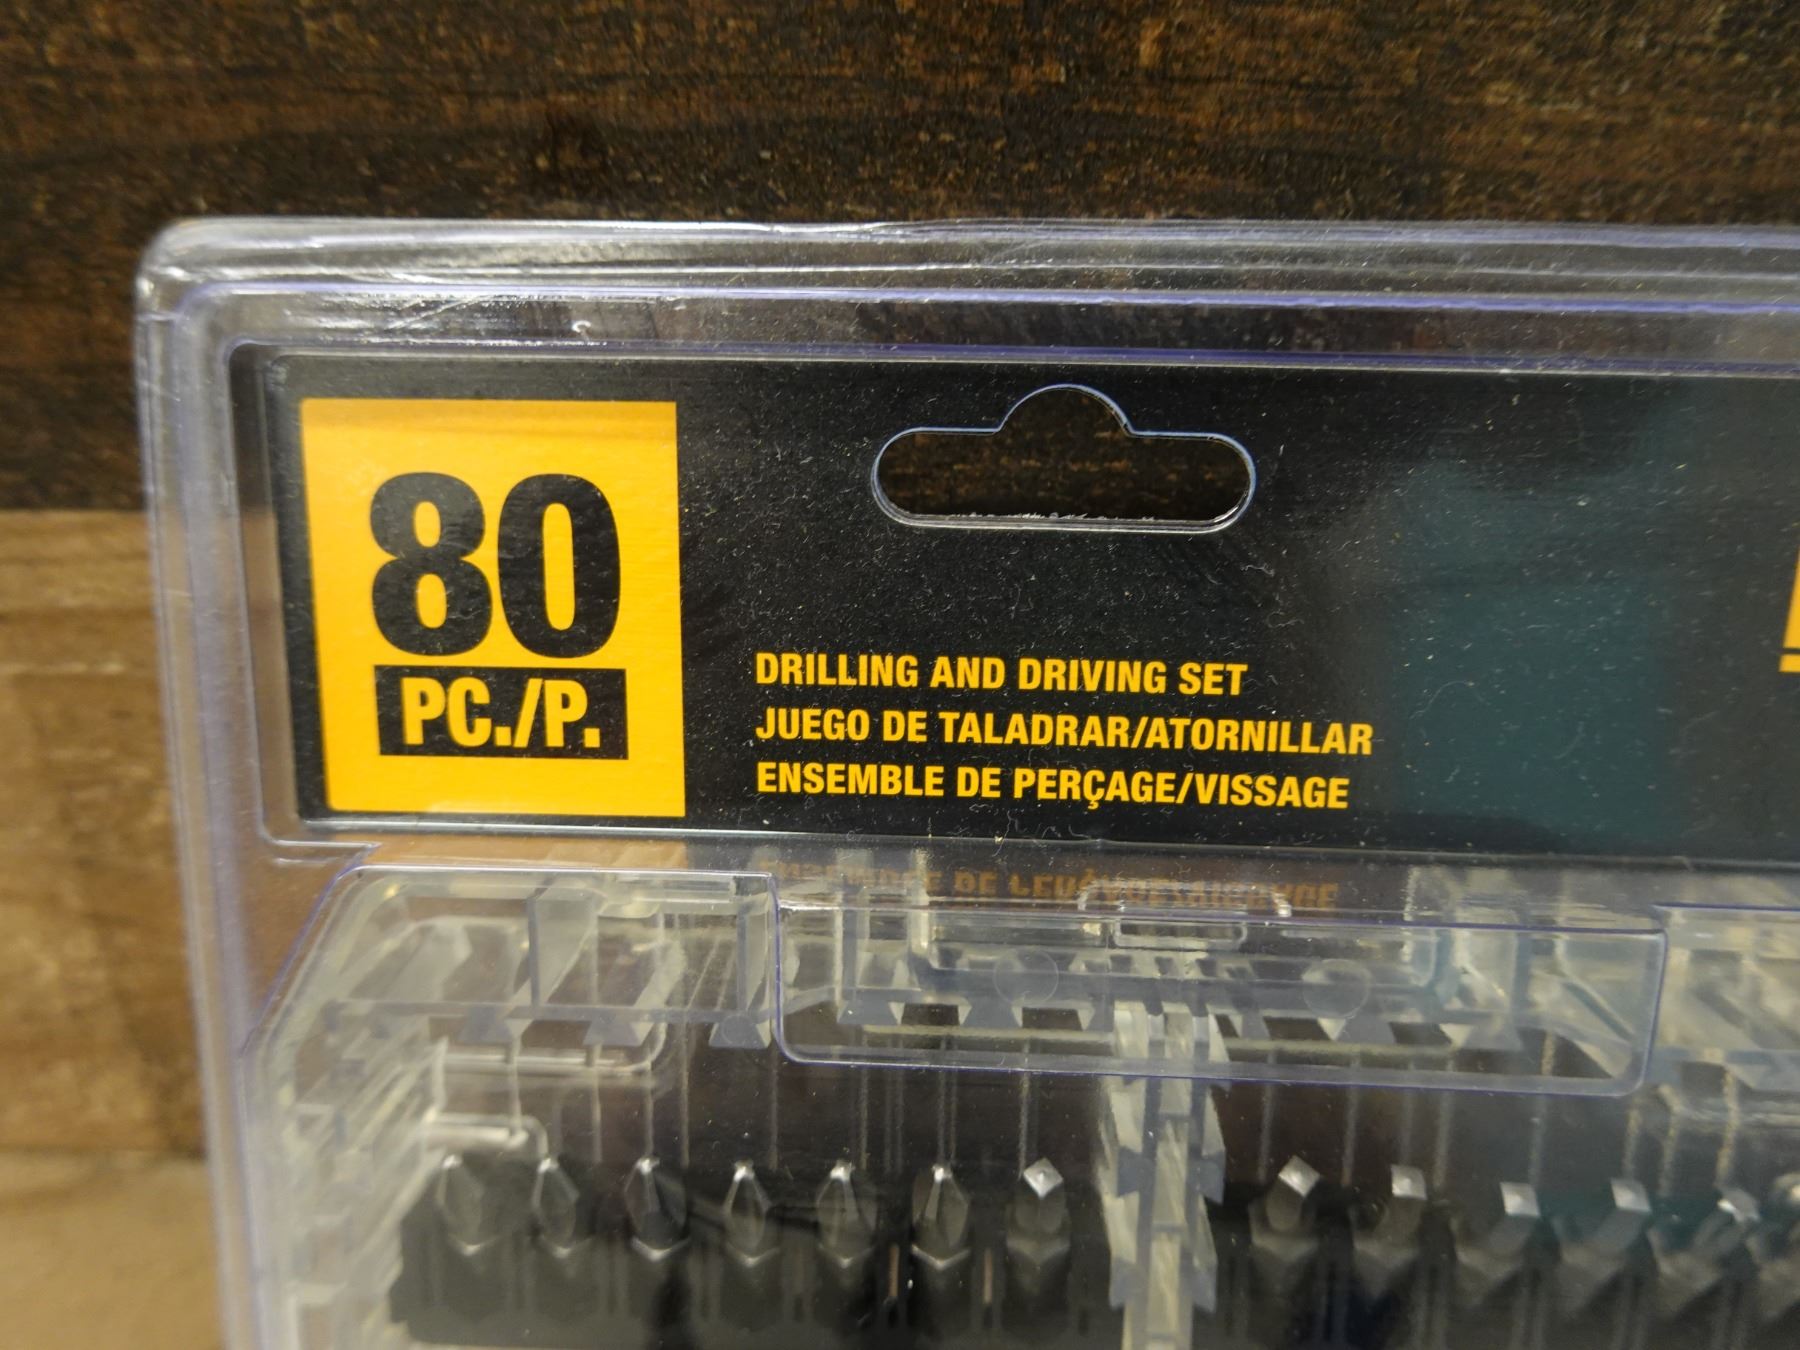 80
PC./P.
DRILLING AND DRIVING SET
JUEGO DE TALADRAR/ATORNILLAR
ENSEMBLE DE PERÇAGE/VISSAGE